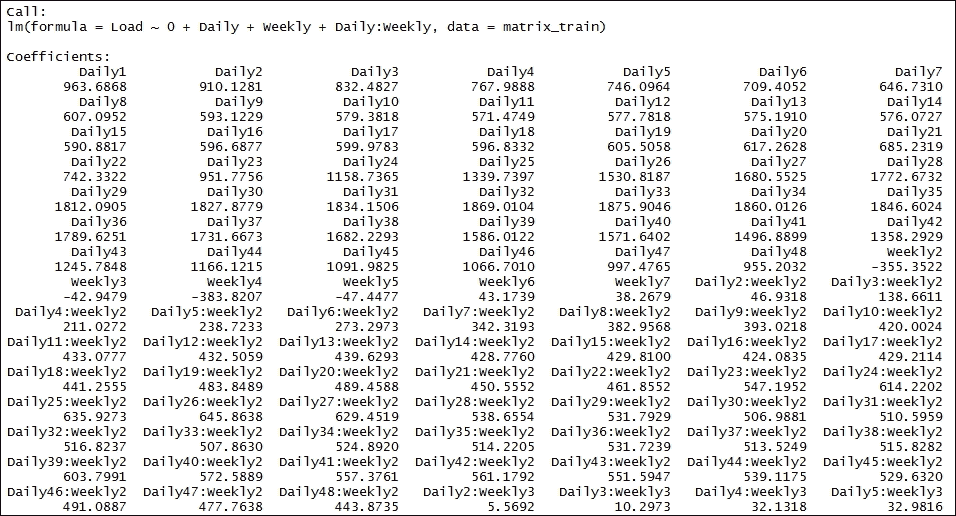 Call:
lm(formula = Load ~ 0 + Daily + Weekly + Daily:Weekly, data = matrix_train)
Coefficients:
Daily1 Daily2 Daily3 Daily4 Daily5 Daily6 Daily7
963.6868 910.1281 832.4827 767.9888 746.0964 709.4052 646.7310
Daily8 Daily9 Daily10 Daily11 Daily12 Daily13 Daily14
607.0952 593.1229 579.3818 571.4749 577.7818 575.1910 576.0727
Daily15 Daily16 Daily17 Daily18 Daily19 Daily20 Daily21
590.8817 596.6877 599.9783 596.8332 605.5058 617.2628 685.2319
Daily22 Daily23 Daily24 Daily25 Daily26 Daily27 Daily28
742.3322 951.7756 1158.7365 1339.7397 1530.8187 1680.5525 1772.6732
Daily29 Daily30 Daily31 Daily32 Daily33 Daily34 Daily35
1812.0905 1827.8779 1834.1506 1869.0104 1875.9046 1860.0126 1846.6024
Daily36 Daily37 Daily38 Daily39 Daily40 Daily41 Daily42
1789.6251 1731.6673 1682.2293 1586.0122 1571.6402 1496.8899 1358.2929
Daily43 Daily44 Daily45 Daily46 Daily47 Daily48 Weekly2
1245.7848 1166.1215 1091.9825 1066.7010 997.4765 955.2032 -355.3522
Weekly3 Weekly4 Weekly5 Weekly6 Weekly7 Daily2:Weekly2 Daily3:Weekly2
-42.9479 -383.8207 -47.4477 43.1739 38.2679 46.9318 138.6611
Daily4:Weekly2 Daily5:Weekly2 Daily6:Weekly2 Daily7:Weekly2 Daily8:Weekly2 Daily9:Weekly2 Daily10:Weekly2
211.0272 238.7233 273.2973 342.3193 382.9568 393.0218 420.0024
Daily11:Weekly2 Daily12:Weekly2 Daily13:Weekly2 Daily14:Weekly2 Daily15:Weekly2 Daily16:Weekly2 Daily17:Weekly2
433.0777 432.5059 439.6293 428.7760 429.8100 424.0835 429.2114
Daily18:Weekly2 Daily19:Weekly2 Daily20:Weekly2 Daily21:Weekly2 Daily22:Weekly2 Daily23:Weekly2 Daily24:Weekly2
441.2555 483.8489 489.4588 450.5552 461.8552 547.1952 614.2202
Daily25:Weekly2 Daily26:Weekly2 Daily27:Weekly2 Daily28:Weekly2 Daily29:Weekly2 Daily30:Weekly2 Daily31:Weekly2
635.9273 645.8638 629.4519 538.6554 531.7929 506.9881 510.5959
Daily32:Weekly2 Daily33:Weekly2 Daily34:Weekly2 Daily35:Weekly2 Daily36:Weekly2 Daily37:Weekly2 Daily38:Weekly2
516.8237 507.8630 524.8920 514.2205 531.7239 513.5249 515.8282
Daily39:Weekly2 Daily40:Weekly2 Daily41:Weekly2 Daily42:Weekly2 Daily43:Weekly2 Daily44:Weekly2 Daily45:Weekly2
603.7991 572.5889 557.3761 561.1792 551.5947 539.1175 529.6320
Daily46:Weekly2 Daily47:Weekly2 Daily48:Weekly2 Daily2:Weekly3 Daily3:Weekly3 Daily4:Weekly3 Daily5:Weekly3
491.0887 477.7638 443.8735 5.5692 10.2973 32.1318 32.9816